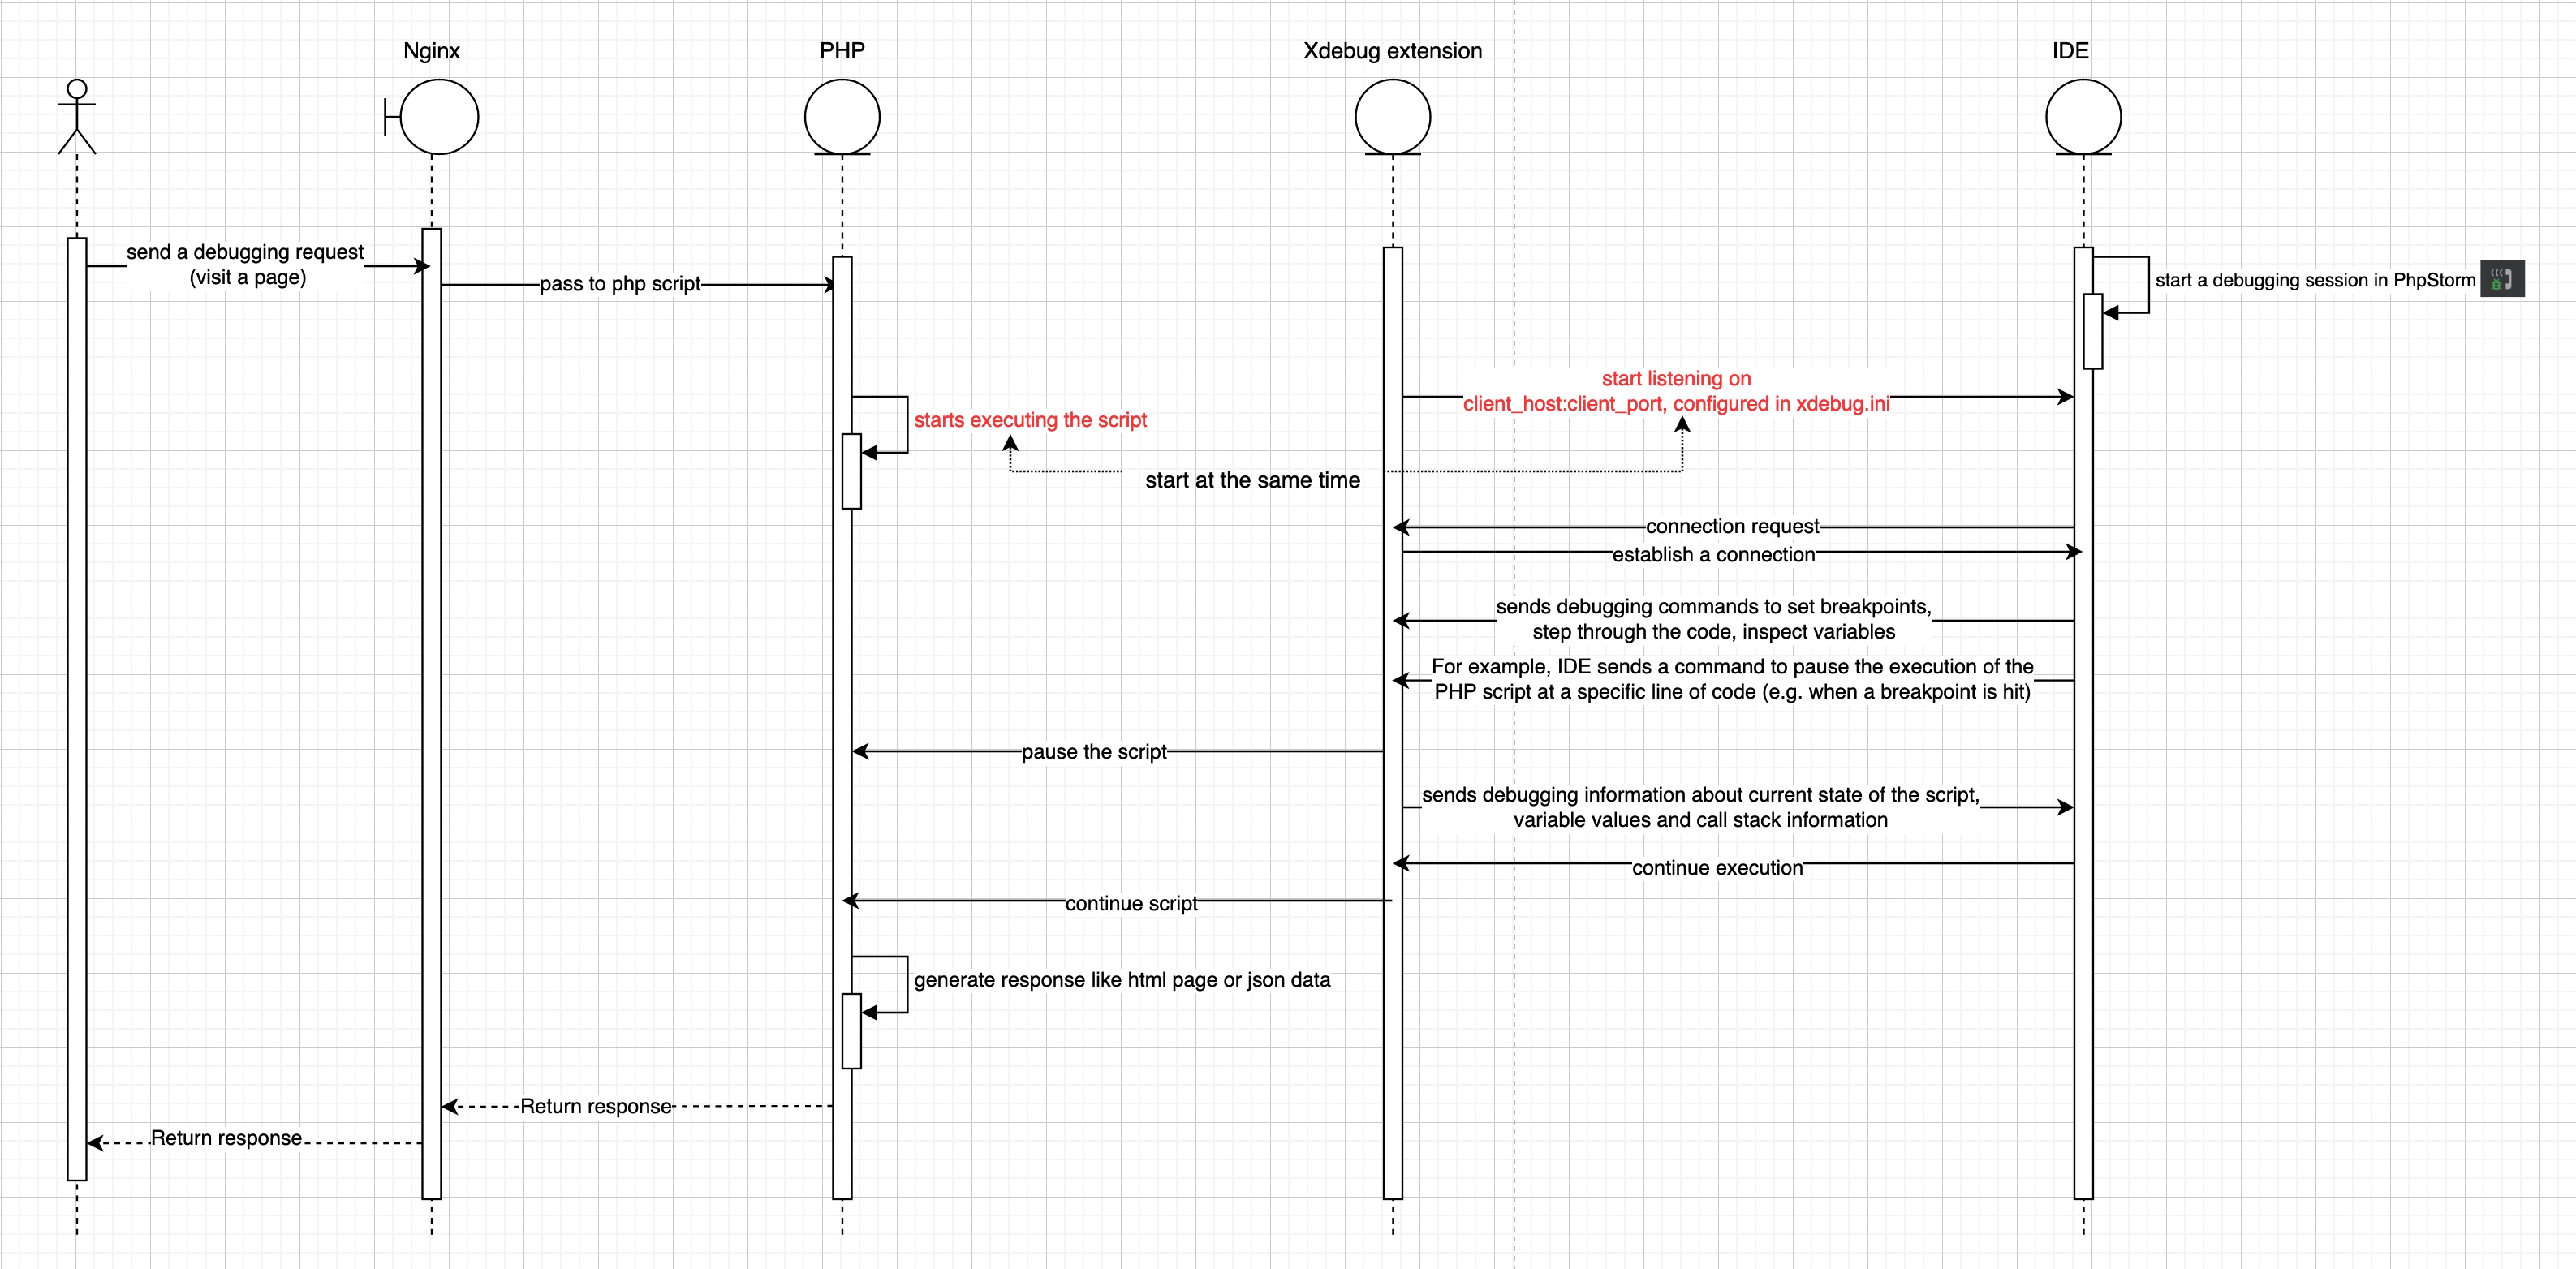 Nginx
PHP
Xdebug extension
IDE
send a debugging request
(visit a page)
pass to php script
start a debugging session in PhpStorm
start listening on
client_host:client_port, configured in xdebug.ini
starts executing the script
start at the same time
connection request
establish a connection
sends debugging commands to set breakpoints,
step through the code, inspect variables
For example, IDE sends a command to pause the execution of the
PHP script at a specific line of code (e.g. when a breakpoint is hit)
pause the script
sends debugging information about current state of the script,
variable values and call stack information
continue execution
continue script
generate response like html page or json data
Return response
Return response